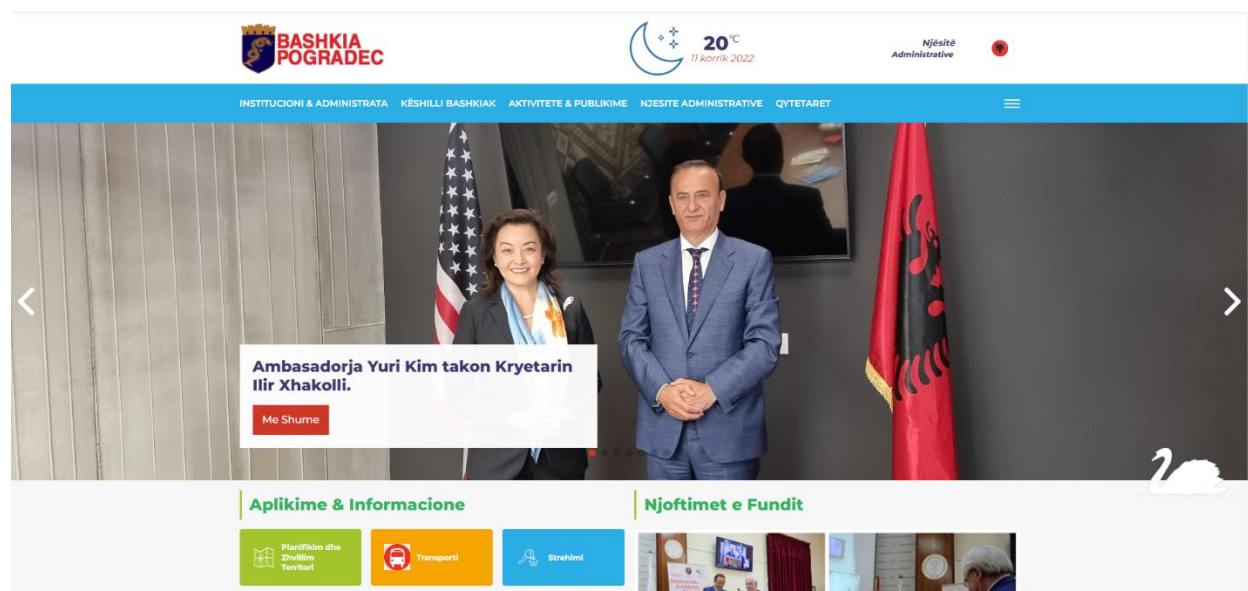 BASHKIA
POGRADEC
20°C
11 korrik 2022
Njësitë
Administrative
INSTITUCIONI & ADMINISTRATA KËSHILLI BASHKIAK AKTIVITETE & PUBLIKIME NJESITE ADMINISTRATIVE QYTETARET
Ambasadorja Yuri Kim takon Kryetarin
Ilir Xhakolli.
Me Shume
Aplikime & Informacione
Njoftimet e Fundit
Planifikim dhe
Zhvillim
Territori
Transporti
Strehimi